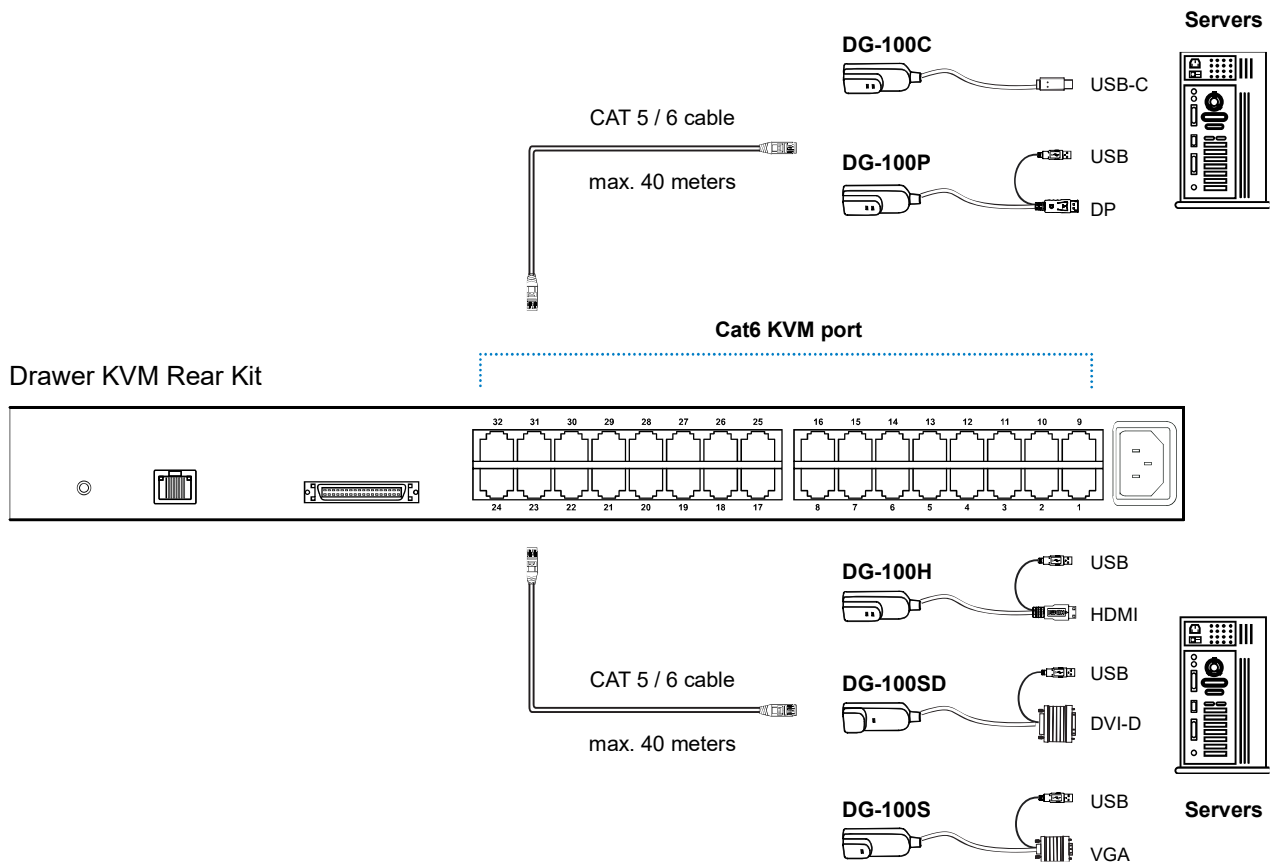 Servers
DG-100C
USB-C
CAT 5 / 6 cable
max. 40 meters
DG-100P
USB
DP
Cat6 KVM port
Drawer KVM Rear Kit
32 31 30 29 28 27 26 25 16 15 14 13 12 11 10 9
24 23 22 21 20 19 18 17 8 7 6 5 4 3 2 1
DG-100H
USB
HDMI
CAT 5 / 6 cable
max. 40 meters
DG-100SD
USB
DVI-D
DG-100S
USB
VGA
Servers